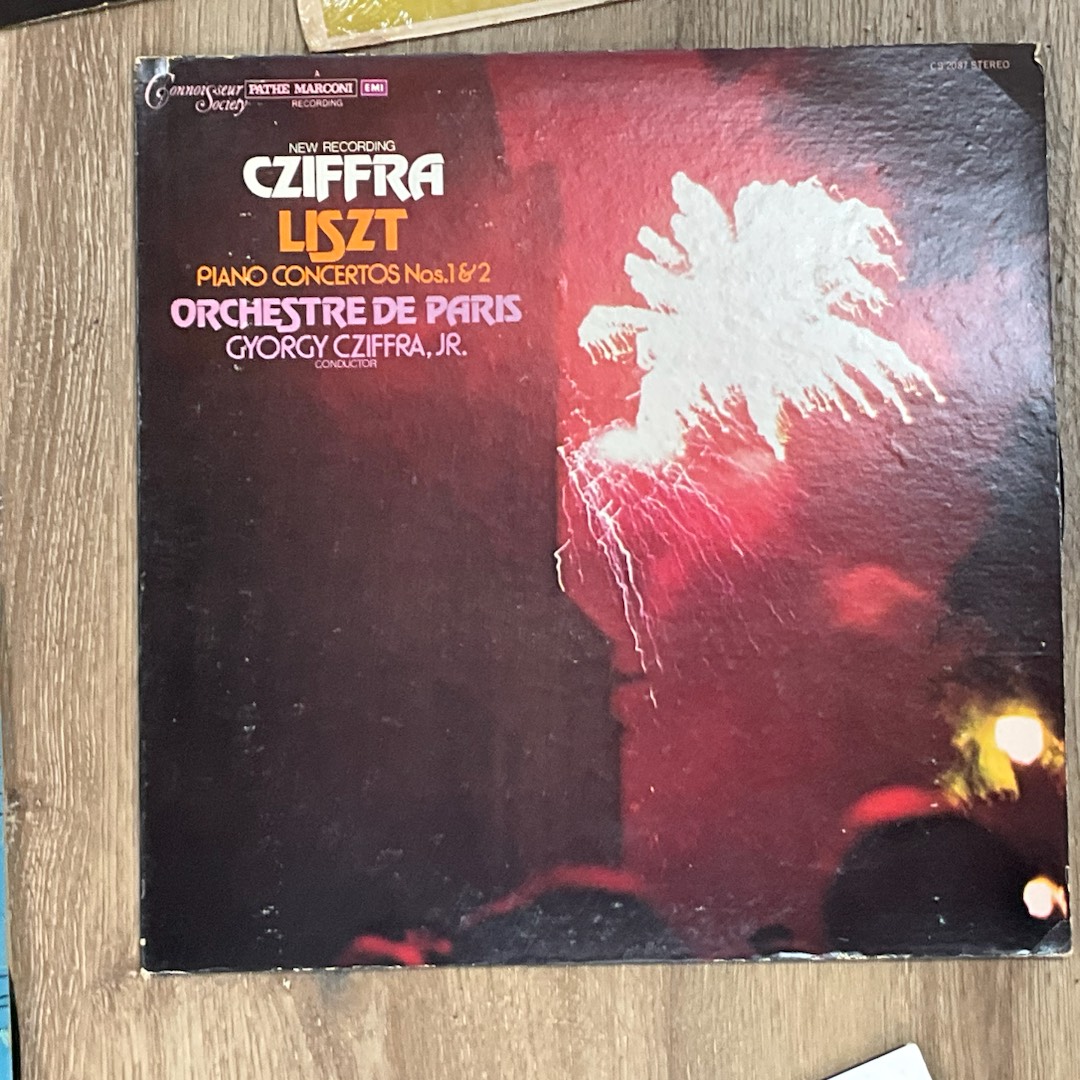 Connoisseur
Society
A
PATHE MARCONI EMI
RECORDING
CS 2087 STEREO
NEW RECORDING
CZIFFRA
LISZT
PIANO CONCERTOS Nos.1&2
ORCHESTRE DE PARIS
GYORGY CZIFFRA, JR.
CONDUCTOR